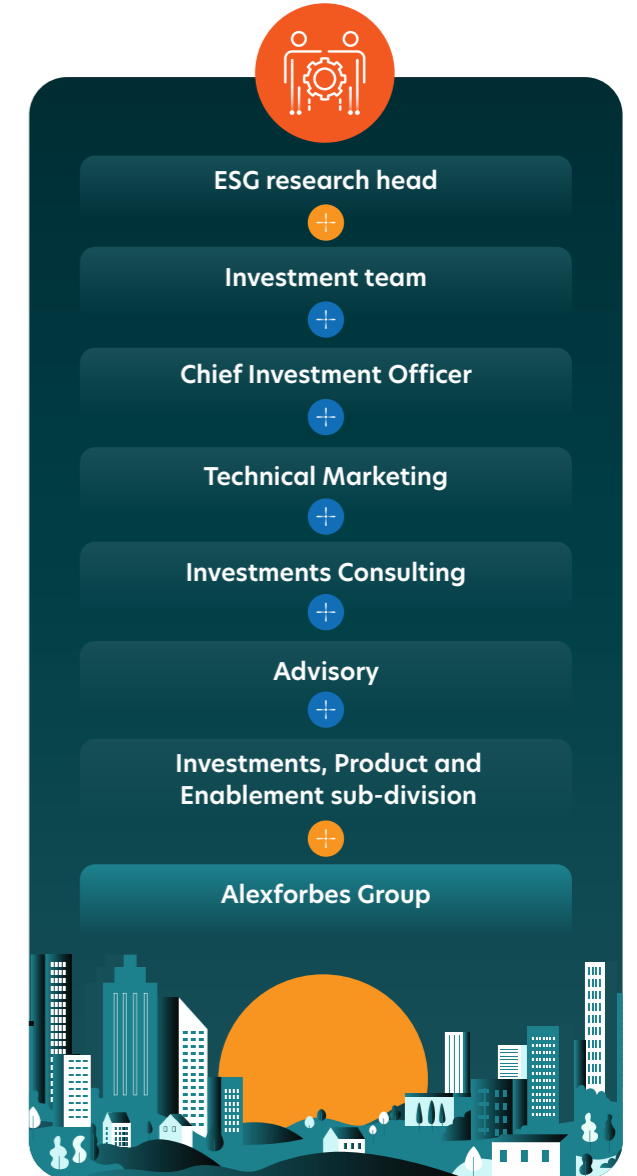 ESG research head
Investment team
Chief Investment Officer
Technical Marketing
Investments Consulting
Advisory
Investments, Product and
Enablement sub-division
Alexforbes Group